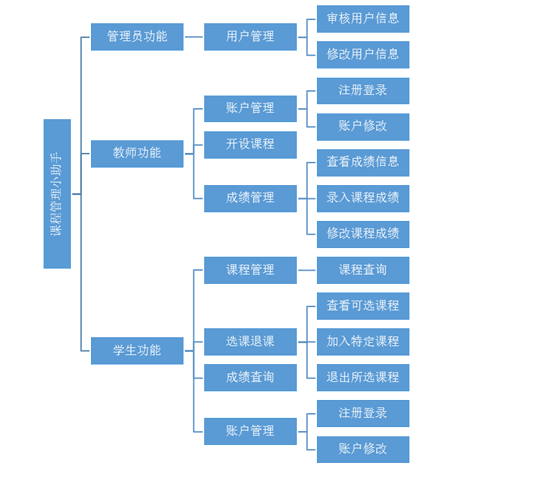 课程管理小助手
管理员功能
用户管理
审核用户信息
修改用户信息
教师功能
账户管理
注册登录
账户修改
开设课程
成绩管理
查看成绩信息
录入课程成绩
修改课程成绩
学生功能
课程管理
课程查询
选课退课
查看可选课程
加入特定课程
退出所选课程
成绩查询
账户管理
注册登录
账户修改